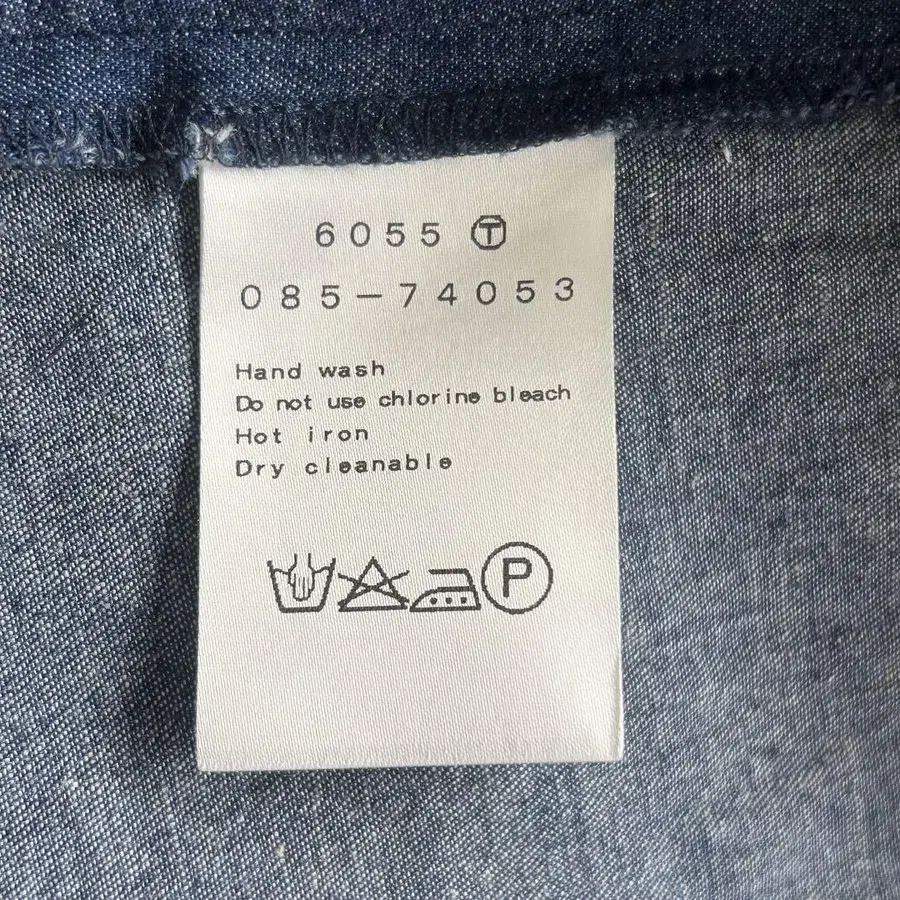 6055 Ⓣ
085-74053
Hand wash
Do not use chlorine bleach
Hot iron
Dry cleanable
P